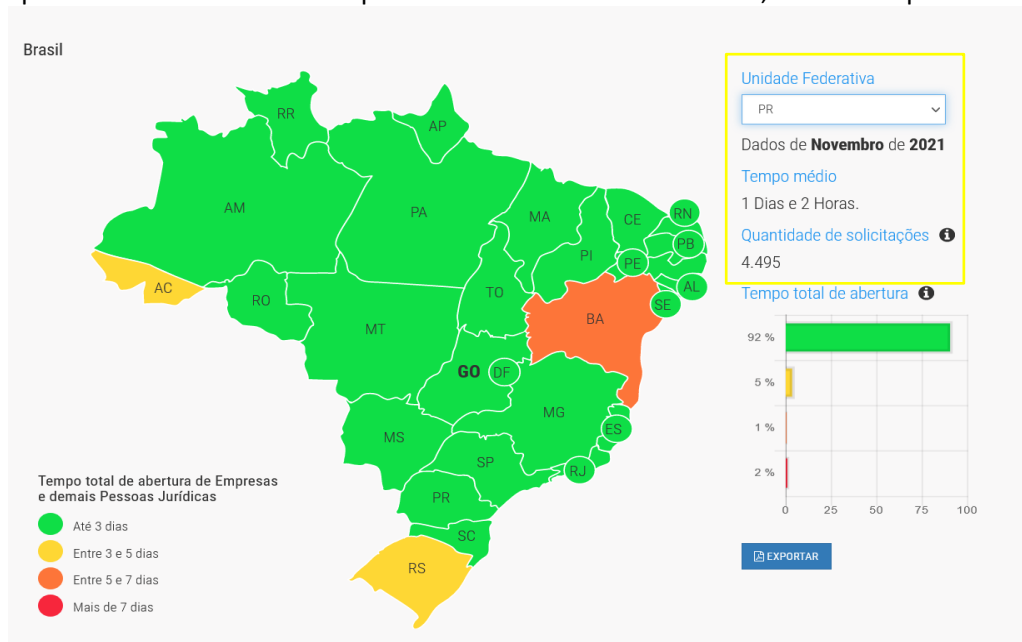 Brasil
RR
AP
AM
PA
MA
CE
RN
PB
PI
PE
AC
RO
TO
AL
SE
MT
BA
GO
DF
MG
MS
ES
SP
RJ
PR
SC
RS
Tempo total de abertura de Empresas
e demais Pessoas Jurídicas
Até 3 dias
Entre 3 e 5 dias
Entre 5 e 7 dias
Mais de 7 dias
Unidade Federativa
PR
Dados de Novembro de 2021
Tempo médio
1 Dias e 2 Horas.
Quantidade de solicitações
4.495
Tempo total de abertura
92 %
5 %
1 %
2 %
0 25 50 75 100
EXPORTAR